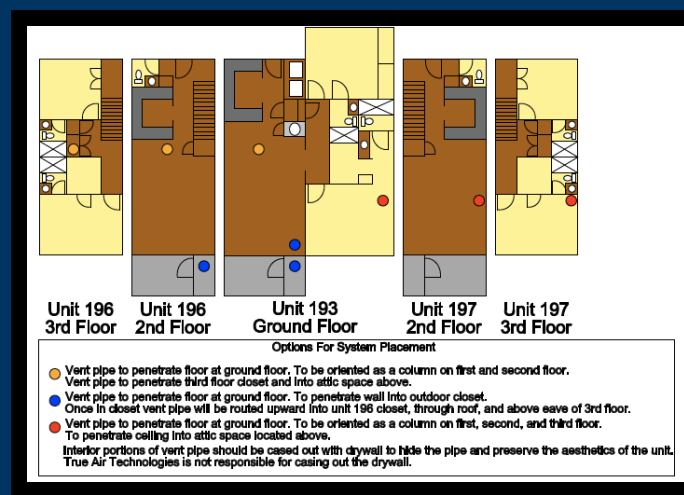 Unit 196
3rd Floor
Unit 196
2nd Floor
Unit 193
Ground Floor
Unit 197
2nd Floor
Unit 197
3rd Floor
Options For System Placement
Vent pipe to penetrate floor at ground floor. To be oriented as a column on first and second floor.
Vent pipe to penetrate third floor closet and into attic space above.
Vent pipe to penetrate floor at ground floor. To penetrate wall into outdoor closet.
Once in closet vent pipe will be routed upward into unit 196 closet, through roof, and above eave of 3rd floor.
Vent pipe to penetrate floor at ground floor. To be oriented as a column on first, second, and third floor.
To penetrate ceiling into attic space located above.
Interior portions of vent pipe should be cased out with drywall to hide the pipe and preserve the aesthetics of the unit.
True Air Technologies is not responsible for casing out the drywall.